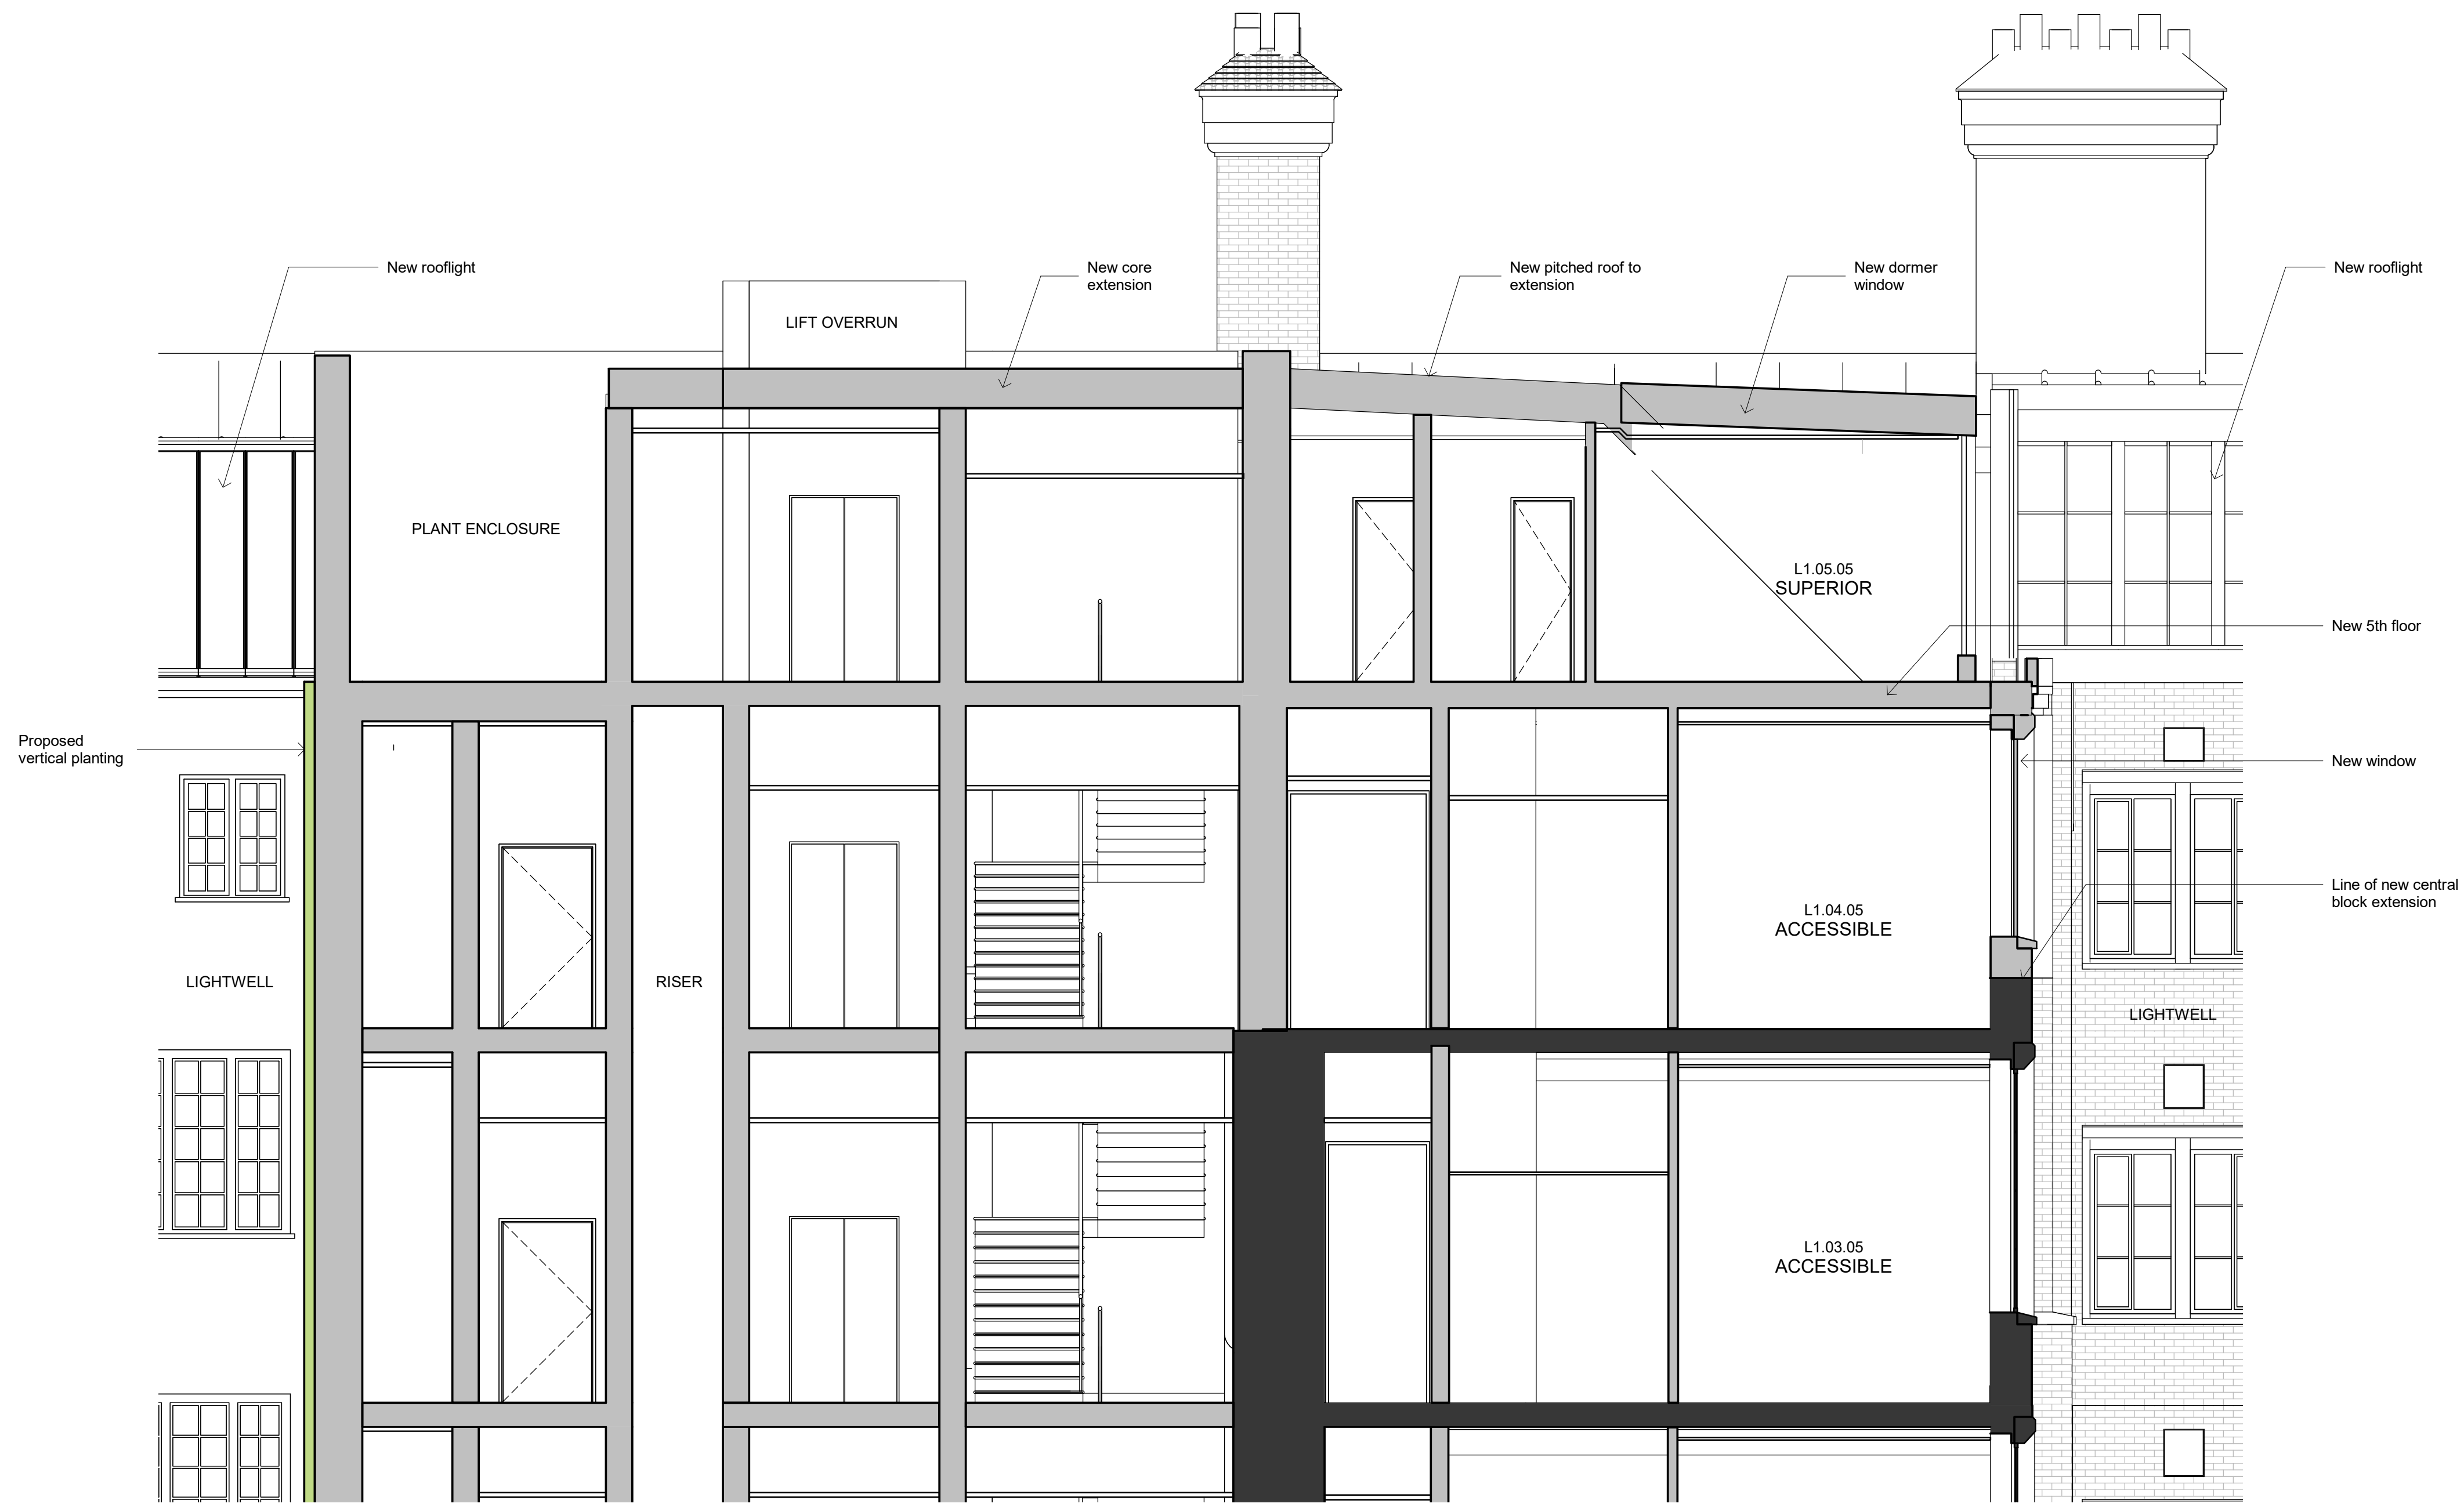 New rooflight
New core
extension
New pitched roof to
extension
New dormer
window
New rooflight
LIFT OVERRUN
PLANT ENCLOSURE
L1.05.05
SUPERIOR
New 5th floor
Proposed
vertical planting
New window
Line of new central
block extension
L1.04.05
ACCESSIBLE
LIGHTWELL
RISER
LIGHTWELL
L1.03.05
ACCESSIBLE